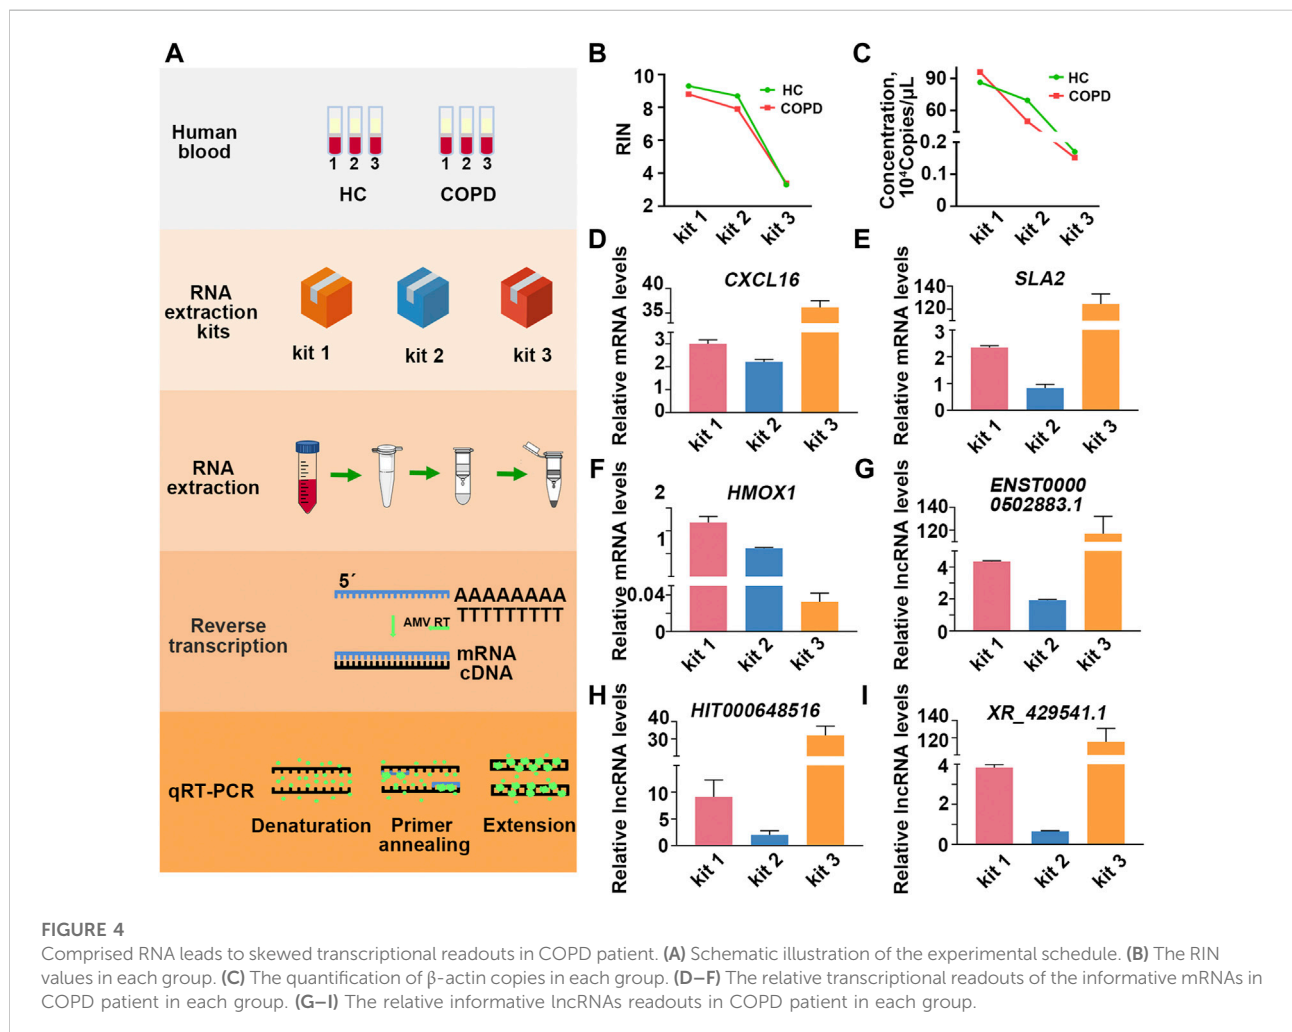 A
Human
blood
1 2 3
HC
1 2 3
COPD
RNA
extraction
kits
kit 1
kit 2
kit 3
RNA
extraction
Reverse
transcription
5´
AAAAAAAA
TTTTTTTTT
AMV RT
mRNA
cDNA
qRT-PCR
Denaturation
Primer
annealing
Extension
B
RIN
10
8
6
4
2
HC
COPD
kit 1
kit 2
kit 3
C
Concentration,
10⁴Copies/μL
90
60
0.2
0.1
0
HC
COPD
kit 1
kit 2
kit 3
D
Relative mRNA levels
CXCL16
40
35
3
2
1
0
kit 1
kit 2
kit 3
E
Relative mRNA levels
SLA2
140
120
3
2
1
0
kit 1
kit 2
kit 3
F
Relative mRNA levels
HMOX1
2
1
0.04
0
kit 1
kit 2
kit 3
G
Relative lncRNA levels
ENST0000
0502883.1
140
120
4
2
0
kit 1
kit 2
kit 3
H
Relative lncRNA levels
HIT000648516
40
30
10
5
0
kit 1
kit 2
kit 3
I
Relative lncRNA levels
XR_429541.1
140
120
4
2
0
kit 1
kit 2
kit 3
FIGURE 4
Comprised RNA leads to skewed transcriptional readouts in COPD patient. (A) Schematic illustration of the experimental schedule. (B) The RIN
values in each group. (C) The quantification of β-actin copies in each group. (D–F) The relative transcriptional readouts of the informative mRNAs in
COPD patient in each group. (G–I) The relative informative lncRNAs readouts in COPD patient in each group.